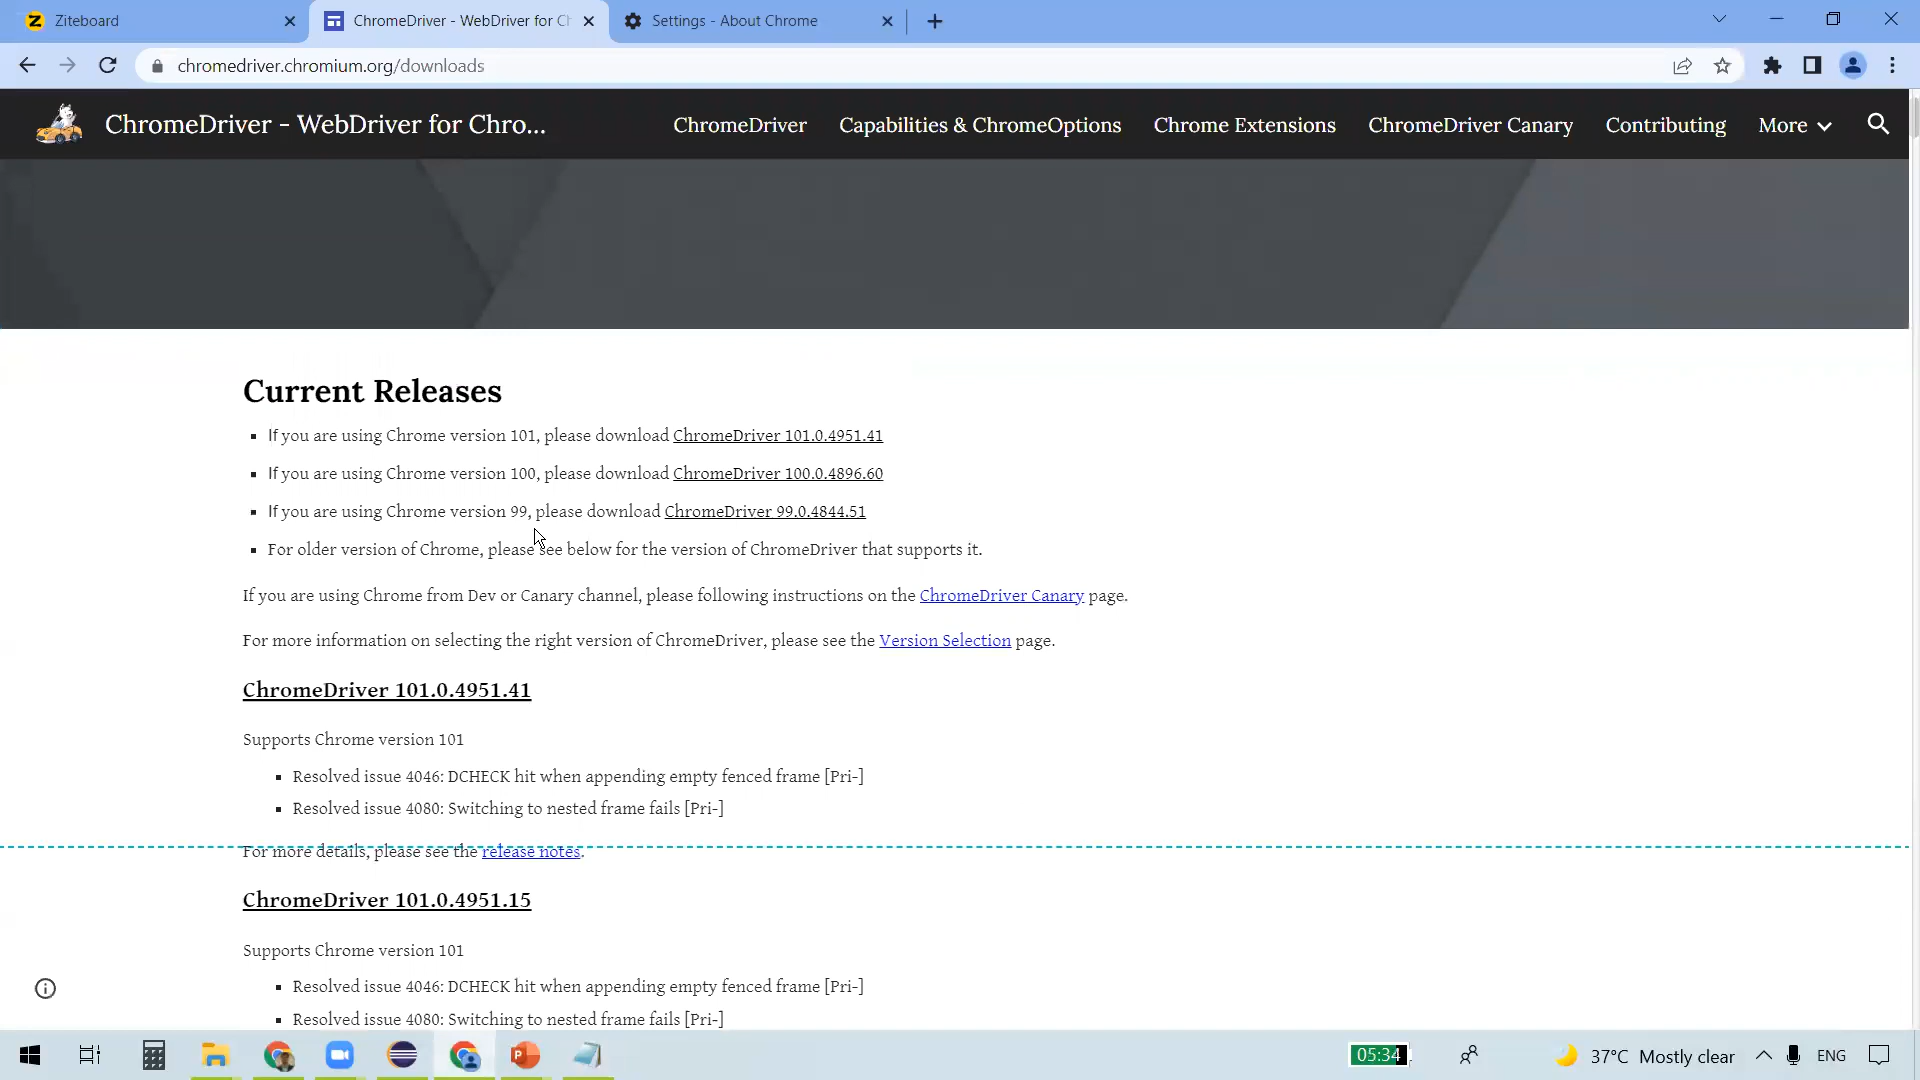 Ziteboard
ChromeDriver - WebDriver for Ch
Settings - About Chrome
chromedriver.chromium.org/downloads
ChromeDriver - WebDriver for Chro...
ChromeDriver
Capabilities & ChromeOptions
Chrome Extensions
ChromeDriver Canary
Contributing
More
Current Releases
If you are using Chrome version 101, please download ChromeDriver 101.0.4951.41
If you are using Chrome version 100, please download ChromeDriver 100.0.4896.60
If you are using Chrome version 99, please download ChromeDriver 99.0.4844.51
For older version of Chrome, please see below for the version of ChromeDriver that supports it.
If you are using Chrome from Dev or Canary channel, please following instructions on the ChromeDriver Canary page.
For more information on selecting the right version of ChromeDriver, please see the Version Selection page.
ChromeDriver 101.0.4951.41
Supports Chrome version 101
Resolved issue 4046: DCHECK hit when appending empty fenced frame [Pri-]
Resolved issue 4080: Switching to nested frame fails [Pri-]
For more details, please see the release notes.
ChromeDriver 101.0.4951.15
Supports Chrome version 101
Resolved issue 4046: DCHECK hit when appending empty fenced frame [Pri-]
Resolved issue 4080: Switching to nested frame fails [Pri-]
05:34
37°C Mostly clear
ENG